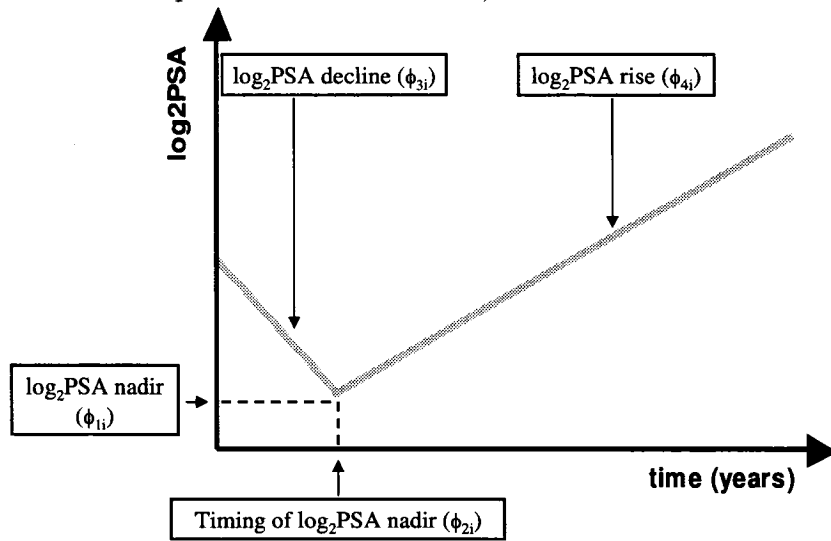 log₂PSA decline (ϕ₃ᵢ)
log₂PSA rise (ϕ₄ᵢ)
log2PSA
log₂PSA nadir
(ϕ₁ᵢ)
time (years)
Timing of log₂PSA nadir (ϕ₂ᵢ)